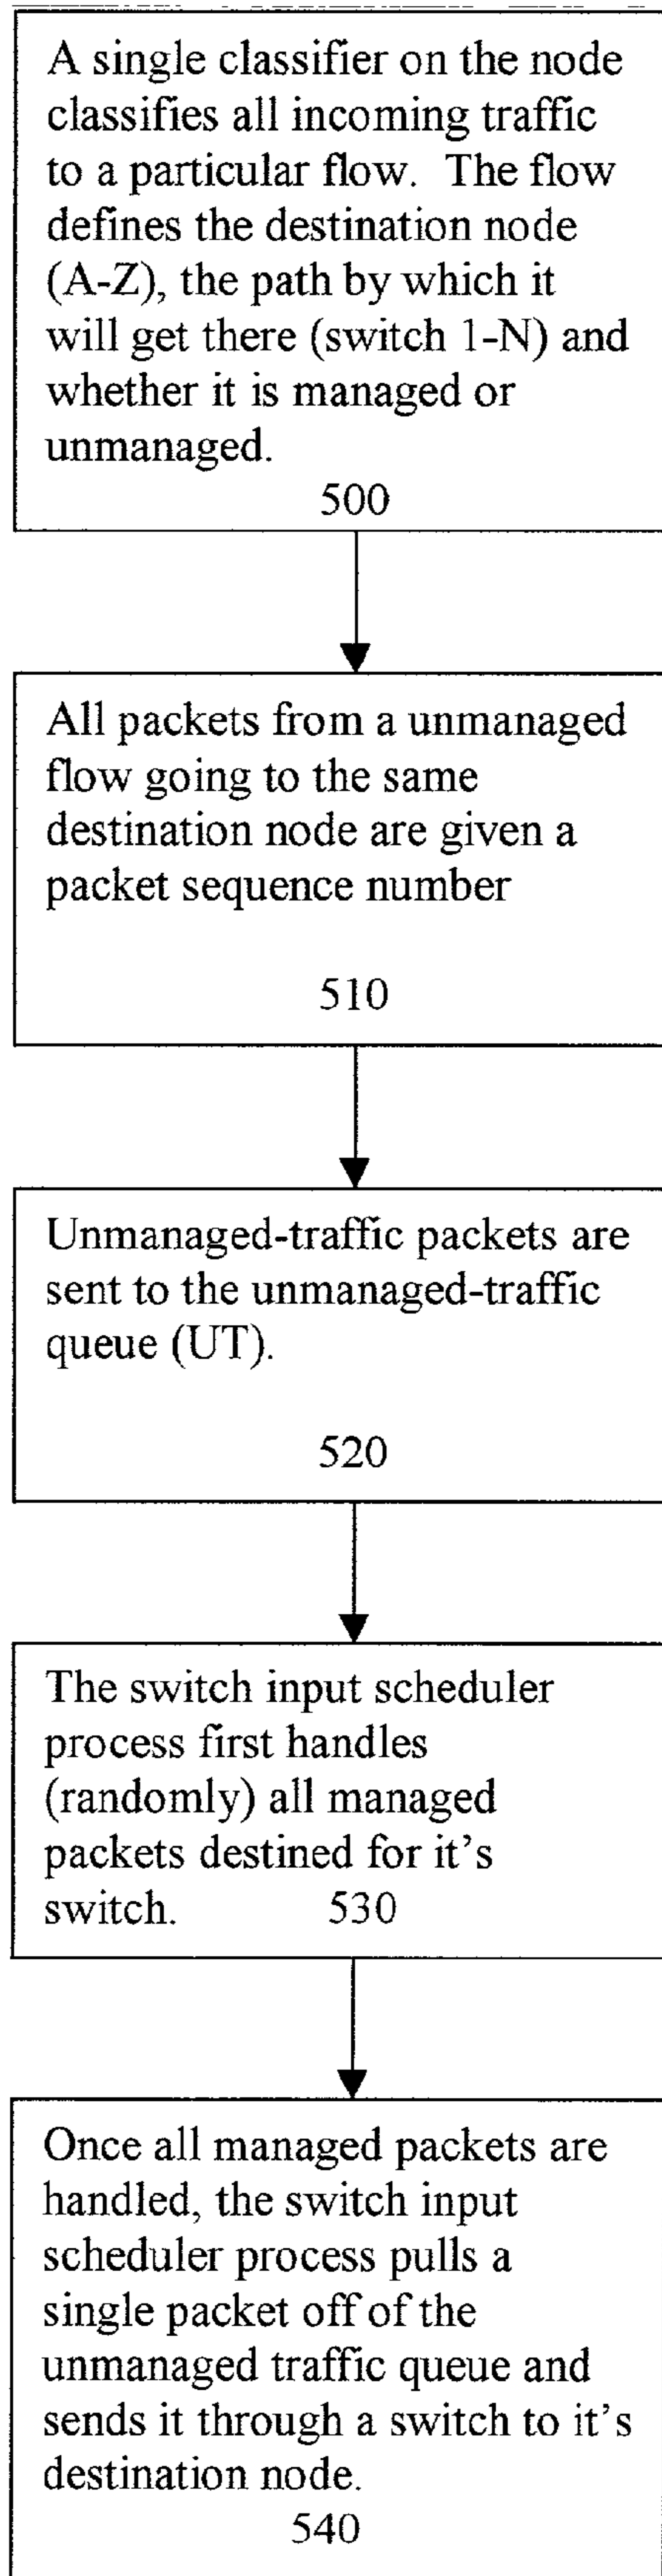 A single classifier on the node
classifies all incoming traffic
to a particular flow.  The flow
defines the destination node
(A-Z), the path by which it
will get there (switch 1-N) and
whether it is managed or
unmanaged.
500
All packets from a unmanaged
flow going to the same
destination node are given a
packet sequence number
510
Unmanaged-traffic packets are
sent to the unmanaged-traffic
queue (UT).
520
The switch input scheduler
process first handles
(randomly) all managed
packets destined for it's
switch. 530
Once all managed packets are
handled, the switch input
scheduler process pulls a
single packet off of the
unmanaged traffic queue and
sends it through a switch to it's
destination node.
540